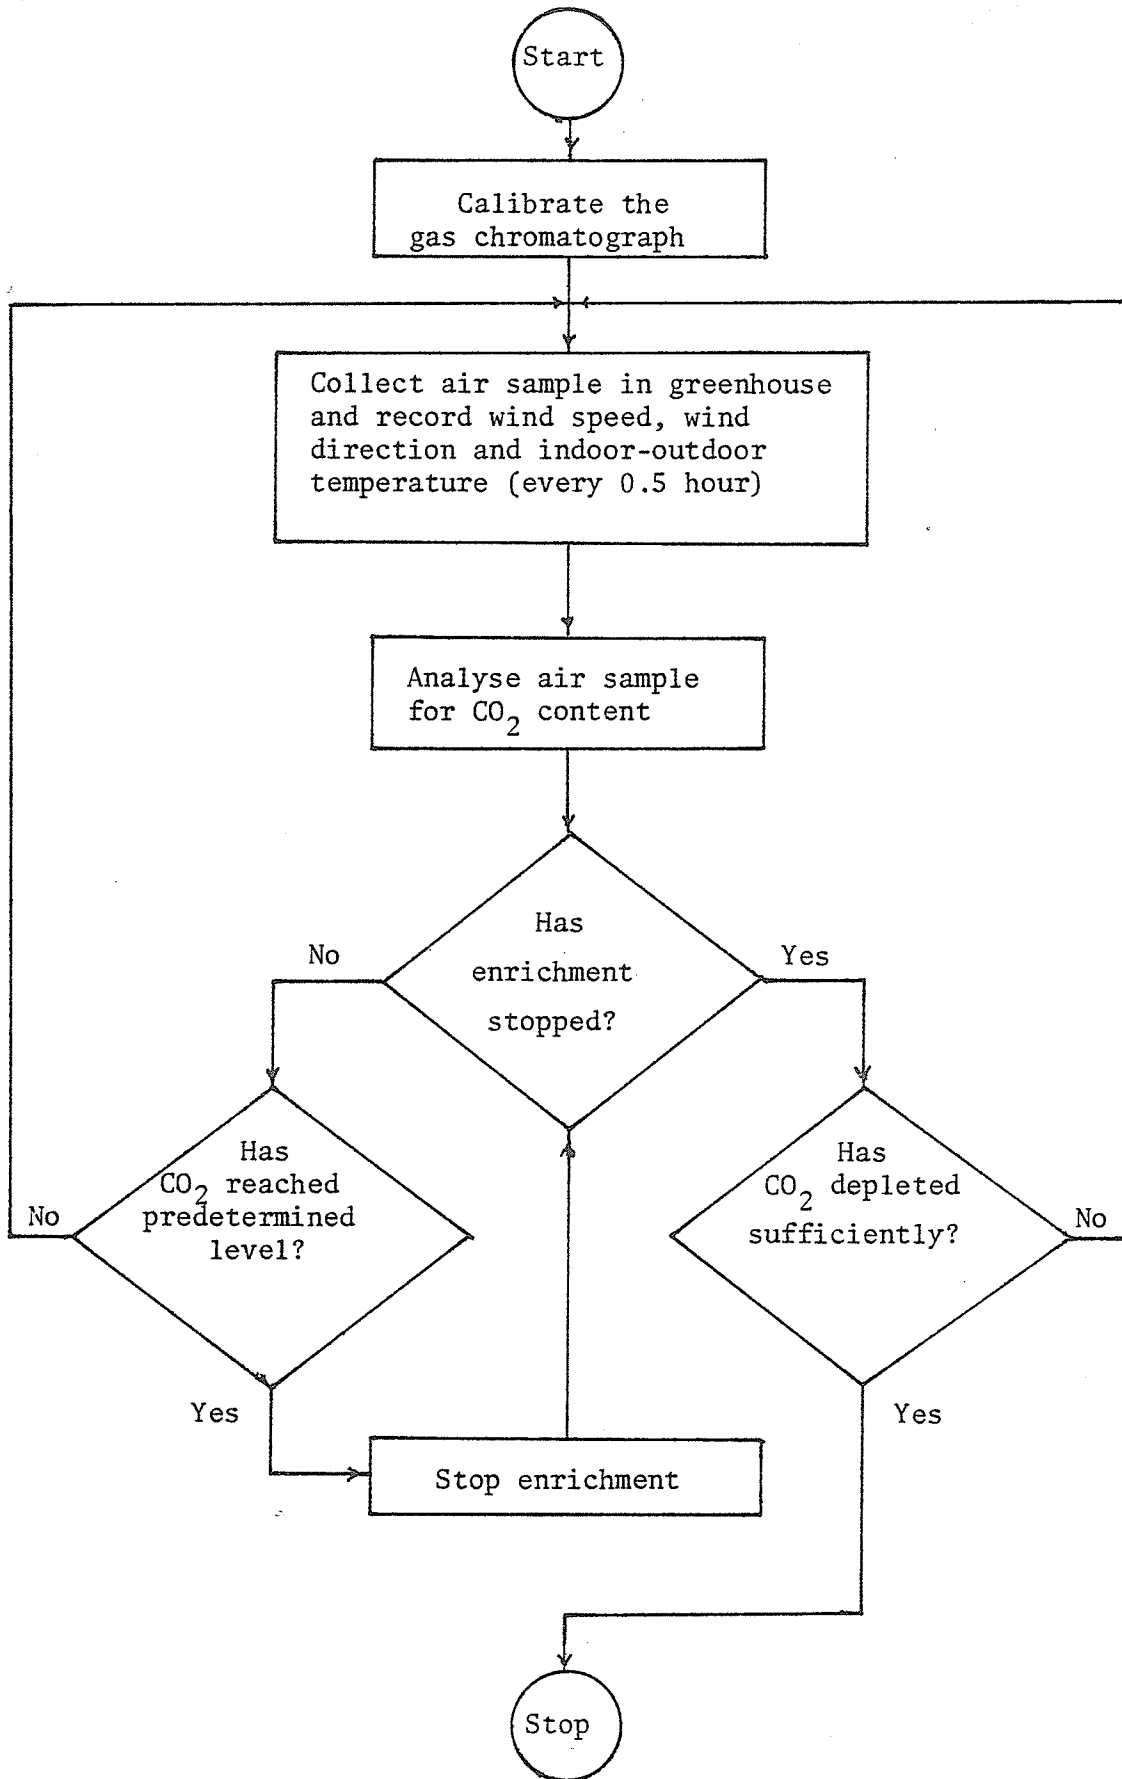 Start
Calibrate the
gas chromatograph
Collect air sample in greenhouse
and record wind speed, wind
direction and indoor-outdoor
temperature (every 0.5 hour)
Analyse air sample
for CO₂ content
Has
enrichment
stopped?
No
Yes
Has
CO₂ reached
predetermined
level?
No
Yes
Has
CO₂ depleted
sufficiently?
No
Yes
Stop enrichment
Stop